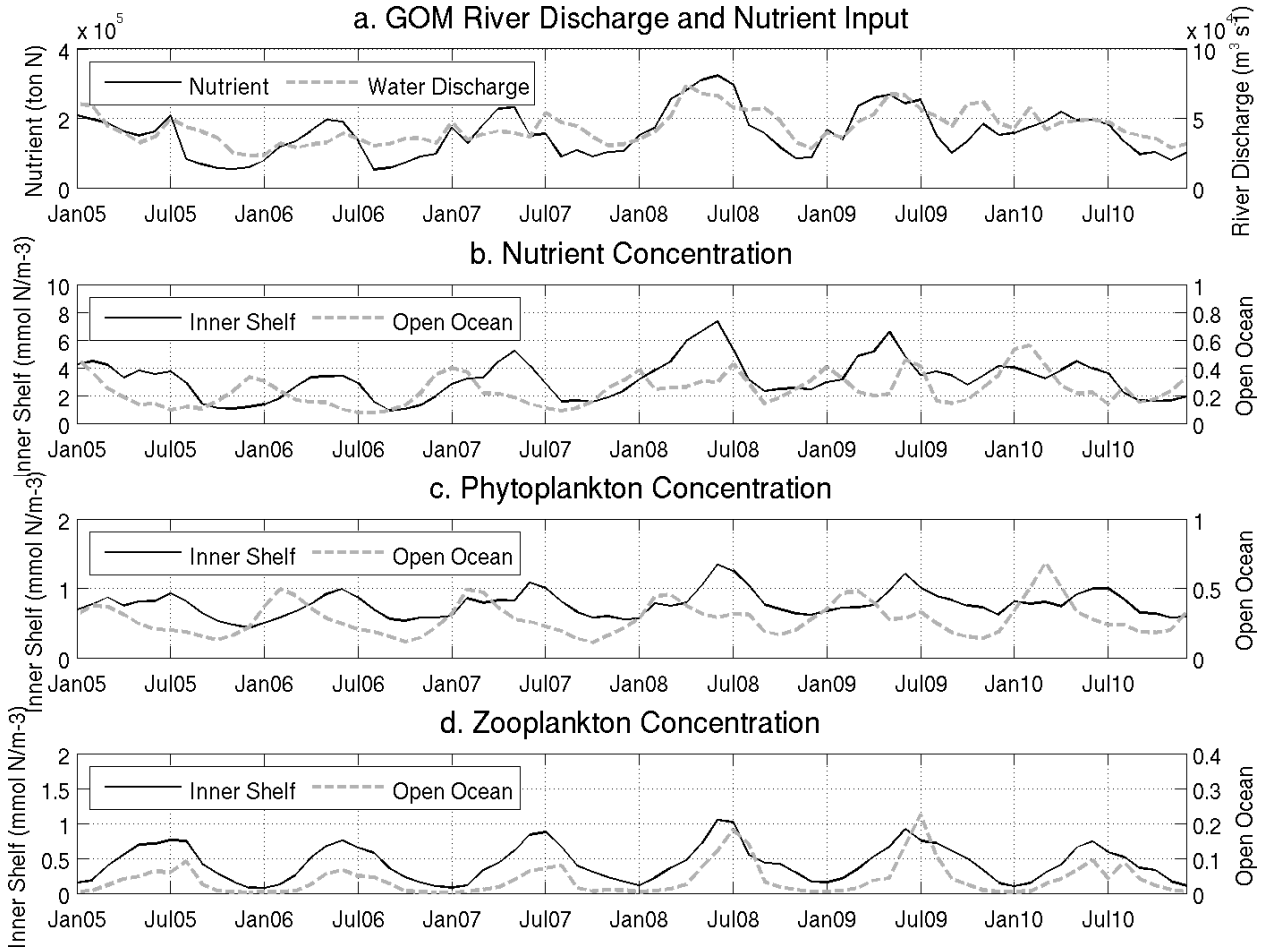 a. GOM River Discharge and Nutrient Input
x 10^5
x 10^4
Nutrient (ton N)
4
2
0
Nutrient
Water Discharge
10
5
0
River Discharge (m^3 s^-1)
Jan05 Jul05 Jan06 Jul06 Jan07 Jul07 Jan08 Jul08 Jan09 Jul09 Jan10 Jul10
b. Nutrient Concentration
Inner Shelf (mmol N/m-3)
10
8
6
4
2
0
Inner Shelf
Open Ocean
1
0.8
0.6
0.4
0.2
0
Open Ocean
Jan05 Jul05 Jan06 Jul06 Jan07 Jul07 Jan08 Jul08 Jan09 Jul09 Jan10 Jul10
c. Phytoplankton Concentration
Inner Shelf (mmol N/m-3)
2
1
0
Inner Shelf
Open Ocean
1
0.5
0
Open Ocean
Jan05 Jul05 Jan06 Jul06 Jan07 Jul07 Jan08 Jul08 Jan09 Jul09 Jan10 Jul10
d. Zooplankton Concentration
Inner Shelf (mmol N/m-3)
2
1.5
1
0.5
0
Inner Shelf
Open Ocean
0.4
0.3
0.2
0.1
0
Open Ocean
Jan05 Jul05 Jan06 Jul06 Jan07 Jul07 Jan08 Jul08 Jan09 Jul09 Jan10 Jul10